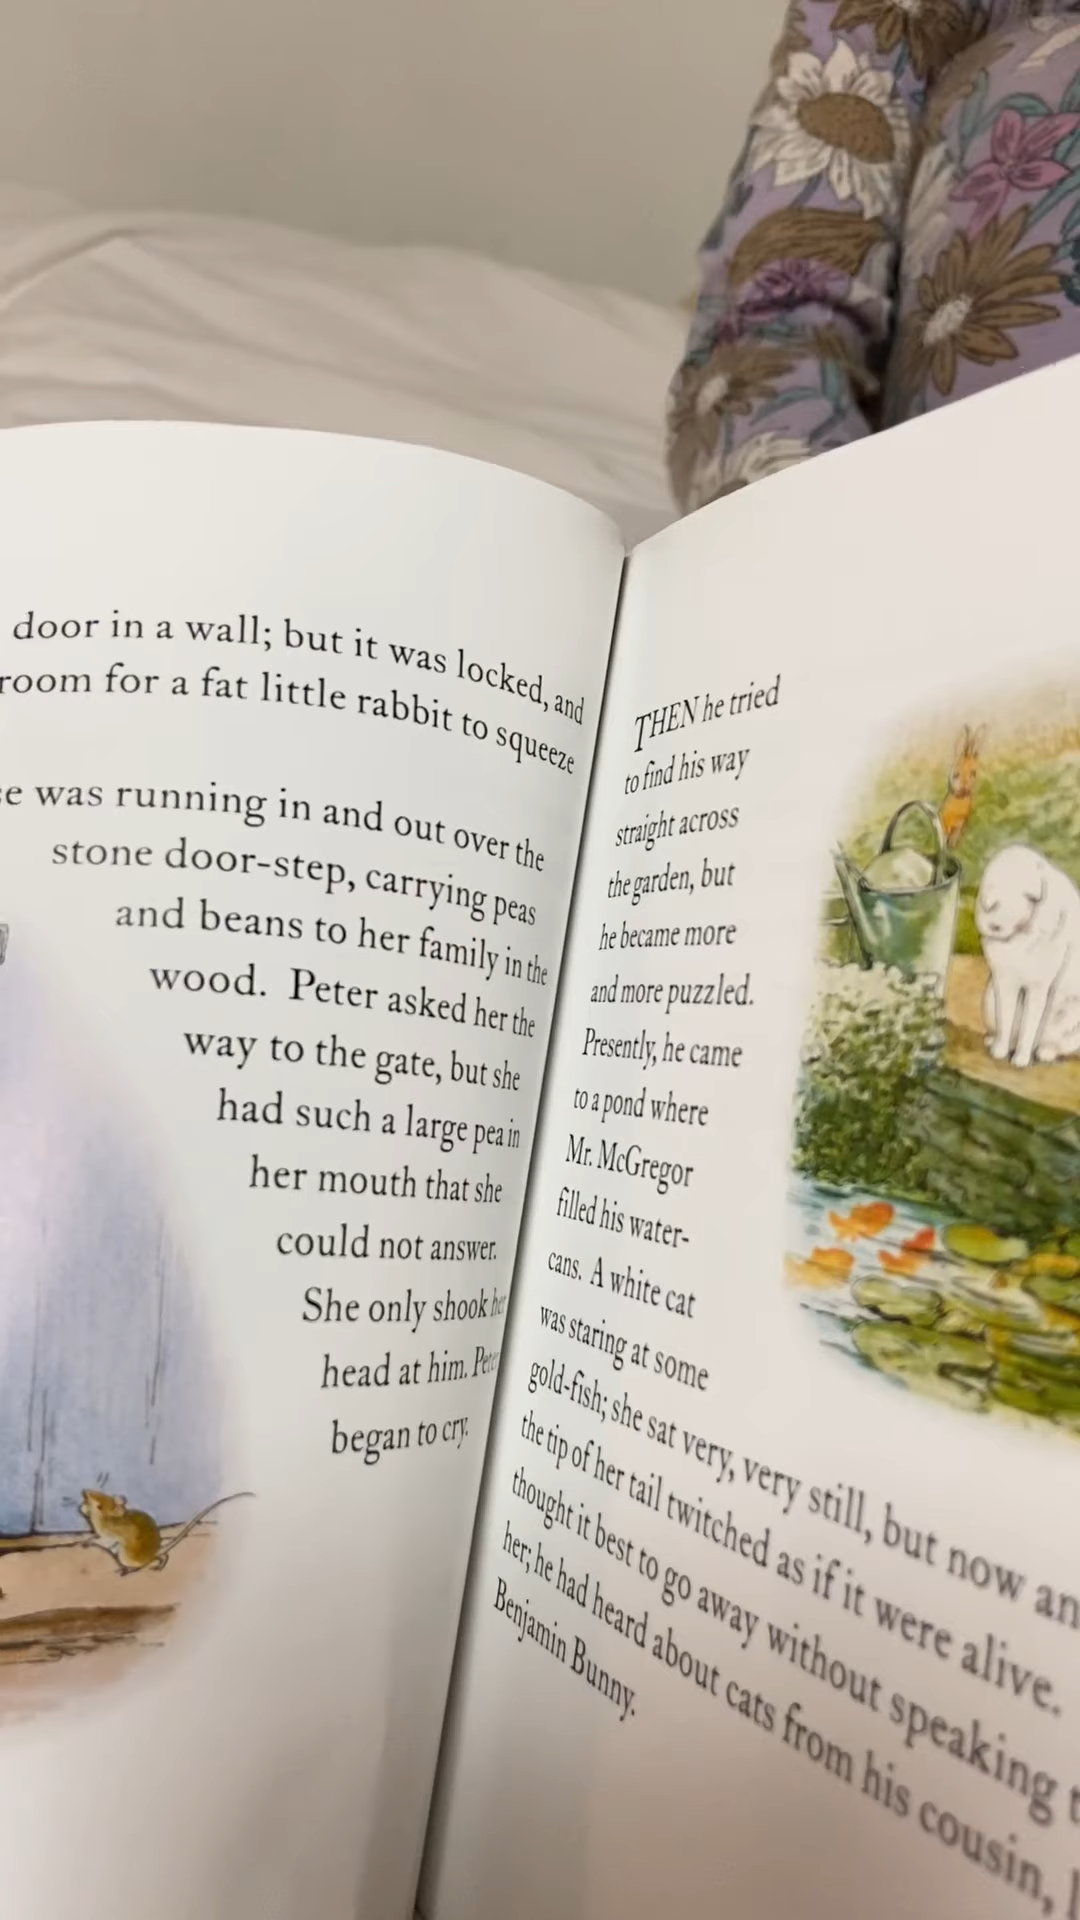 door in a wall; but it was locked, and
room for a fat little rabbit to squeeze
was running in and out over the
stone door-step, carrying peas
and beans to her family in the
wood. Peter asked her the
way to the gate, but she
had such a large pea in
her mouth that she
could not answer.
She only shook her
head at him. Peter
began to cry.
THEN he tried
to find his way
straight across
the garden, but
he became more
and more puzzled.
Presently, he came
to a pond where
Mr. McGregor
filled his water-
cans. A white cat
was staring at some
gold-fish; she sat very, very still, but now
the tip of her tail twitched as if it were alive.
thought it best to go away without speaking
her; he had heard about cats from his cousin,
Benjamin Bunny.